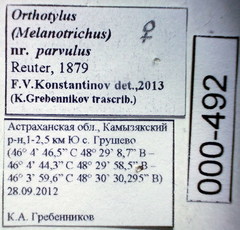 Orthotylus
(Melanotrichus) ♀
nr. parvulus
Reuter, 1879
F.V.Konstantinov det.,2013
(K.Grebennikov trascrib.)
Астраханская обл., Камызякский
р-н,1-2,5 км Ю с. Грушево
(46° 4' 46,5" С 48° 29' 8,7" В –
46° 4' 44,3" С 48° 29' 58,5" В –
46° 3' 59,6" С 48° 30' 30,295" В)
28.09.2012
К.А. Гребенников
000-492